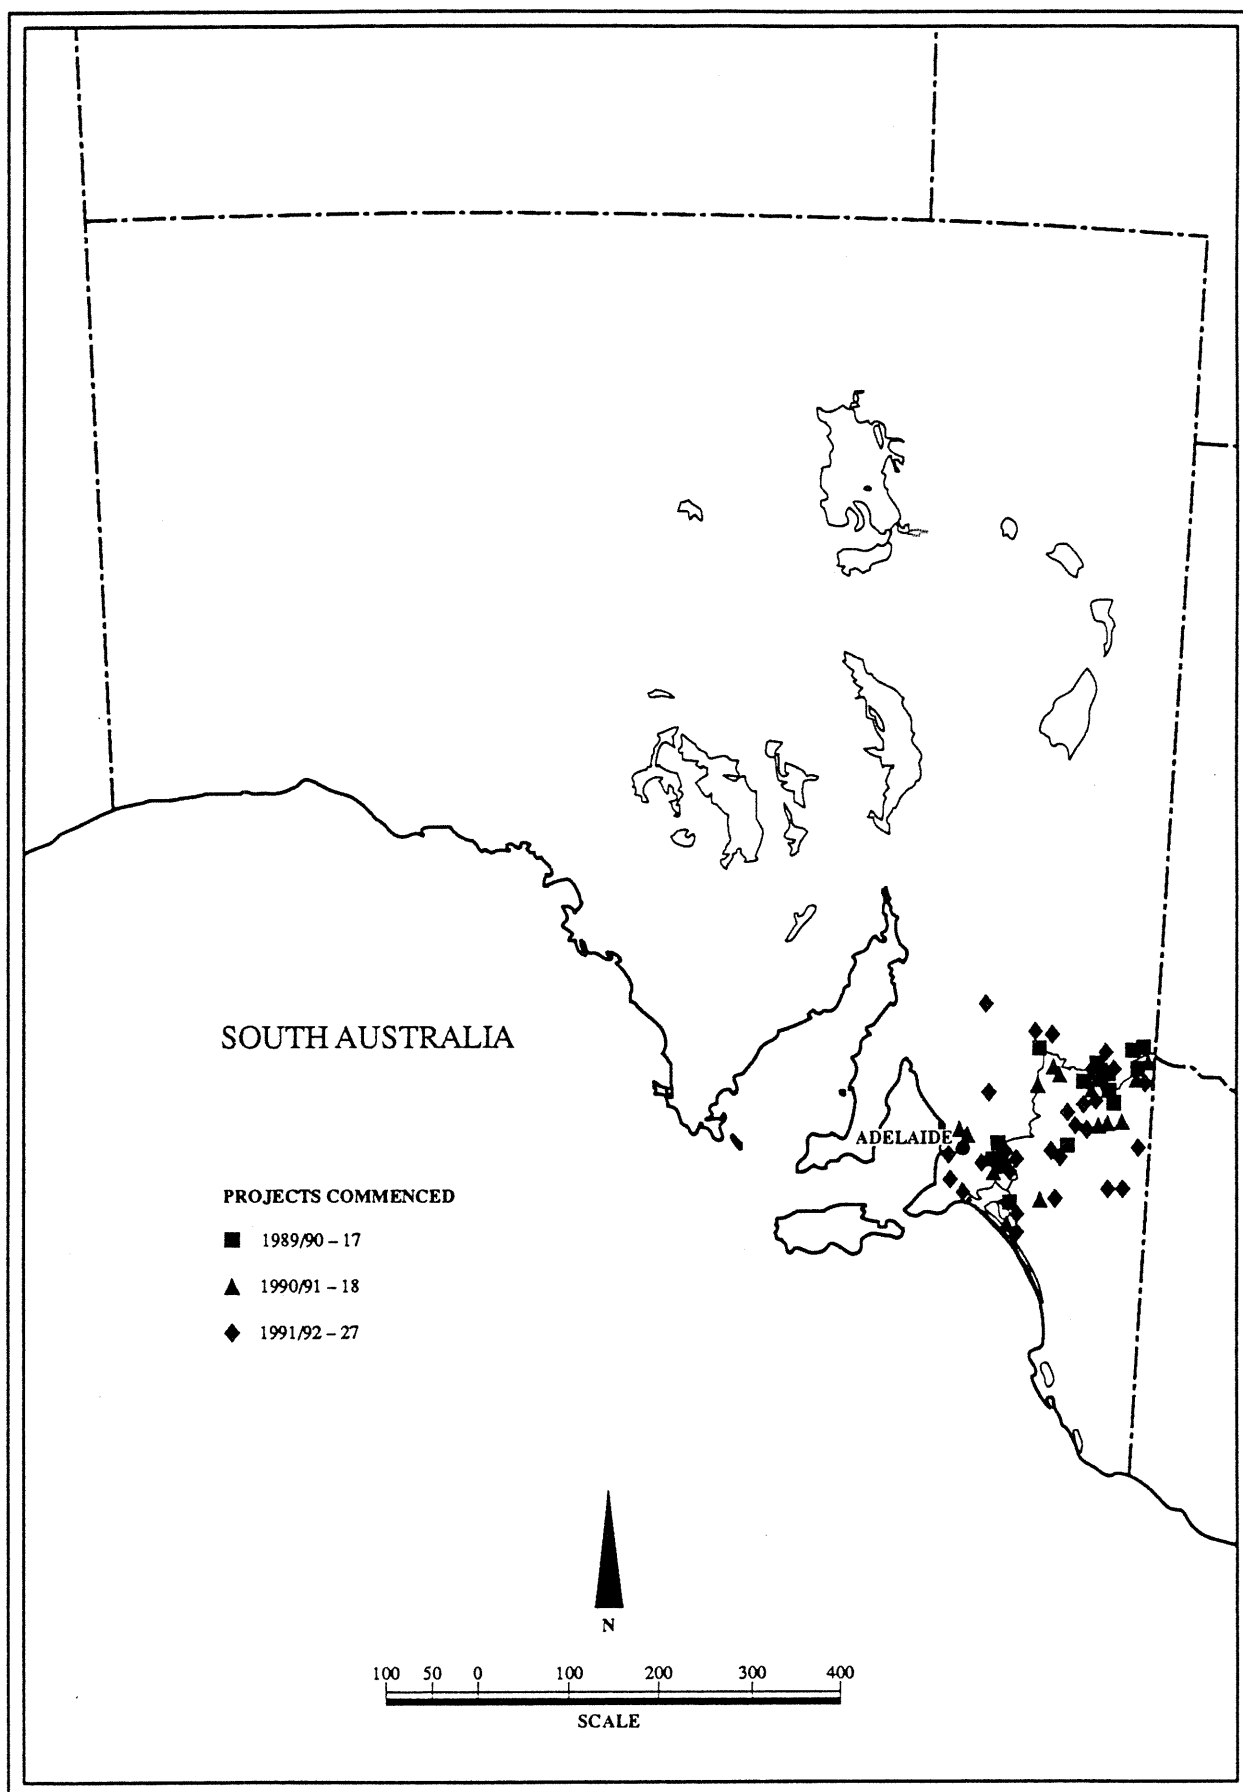 SOUTH AUSTRALIA
ADELAIDE
PROJECTS COMMENCED
1989/90 – 17
1990/91 – 18
1991/92 – 27
N
100 50 0 100 200 300 400
SCALE